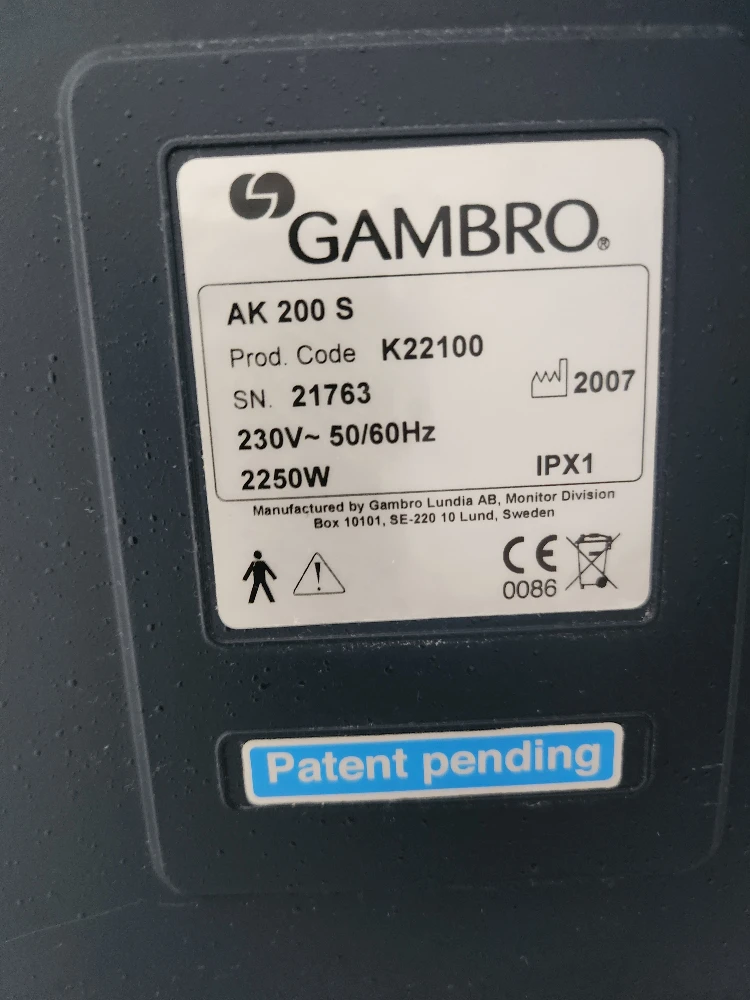 GAMBRO®
AK 200 S
Prod. Code K22100
SN. 21763
2007
230V~ 50/60Hz
2250W
IPX1
Manufactured by Gambro Lundia AB, Monitor Division
Box 10101, SE-220 10 Lund, Sweden
CE
0086
Patent pending